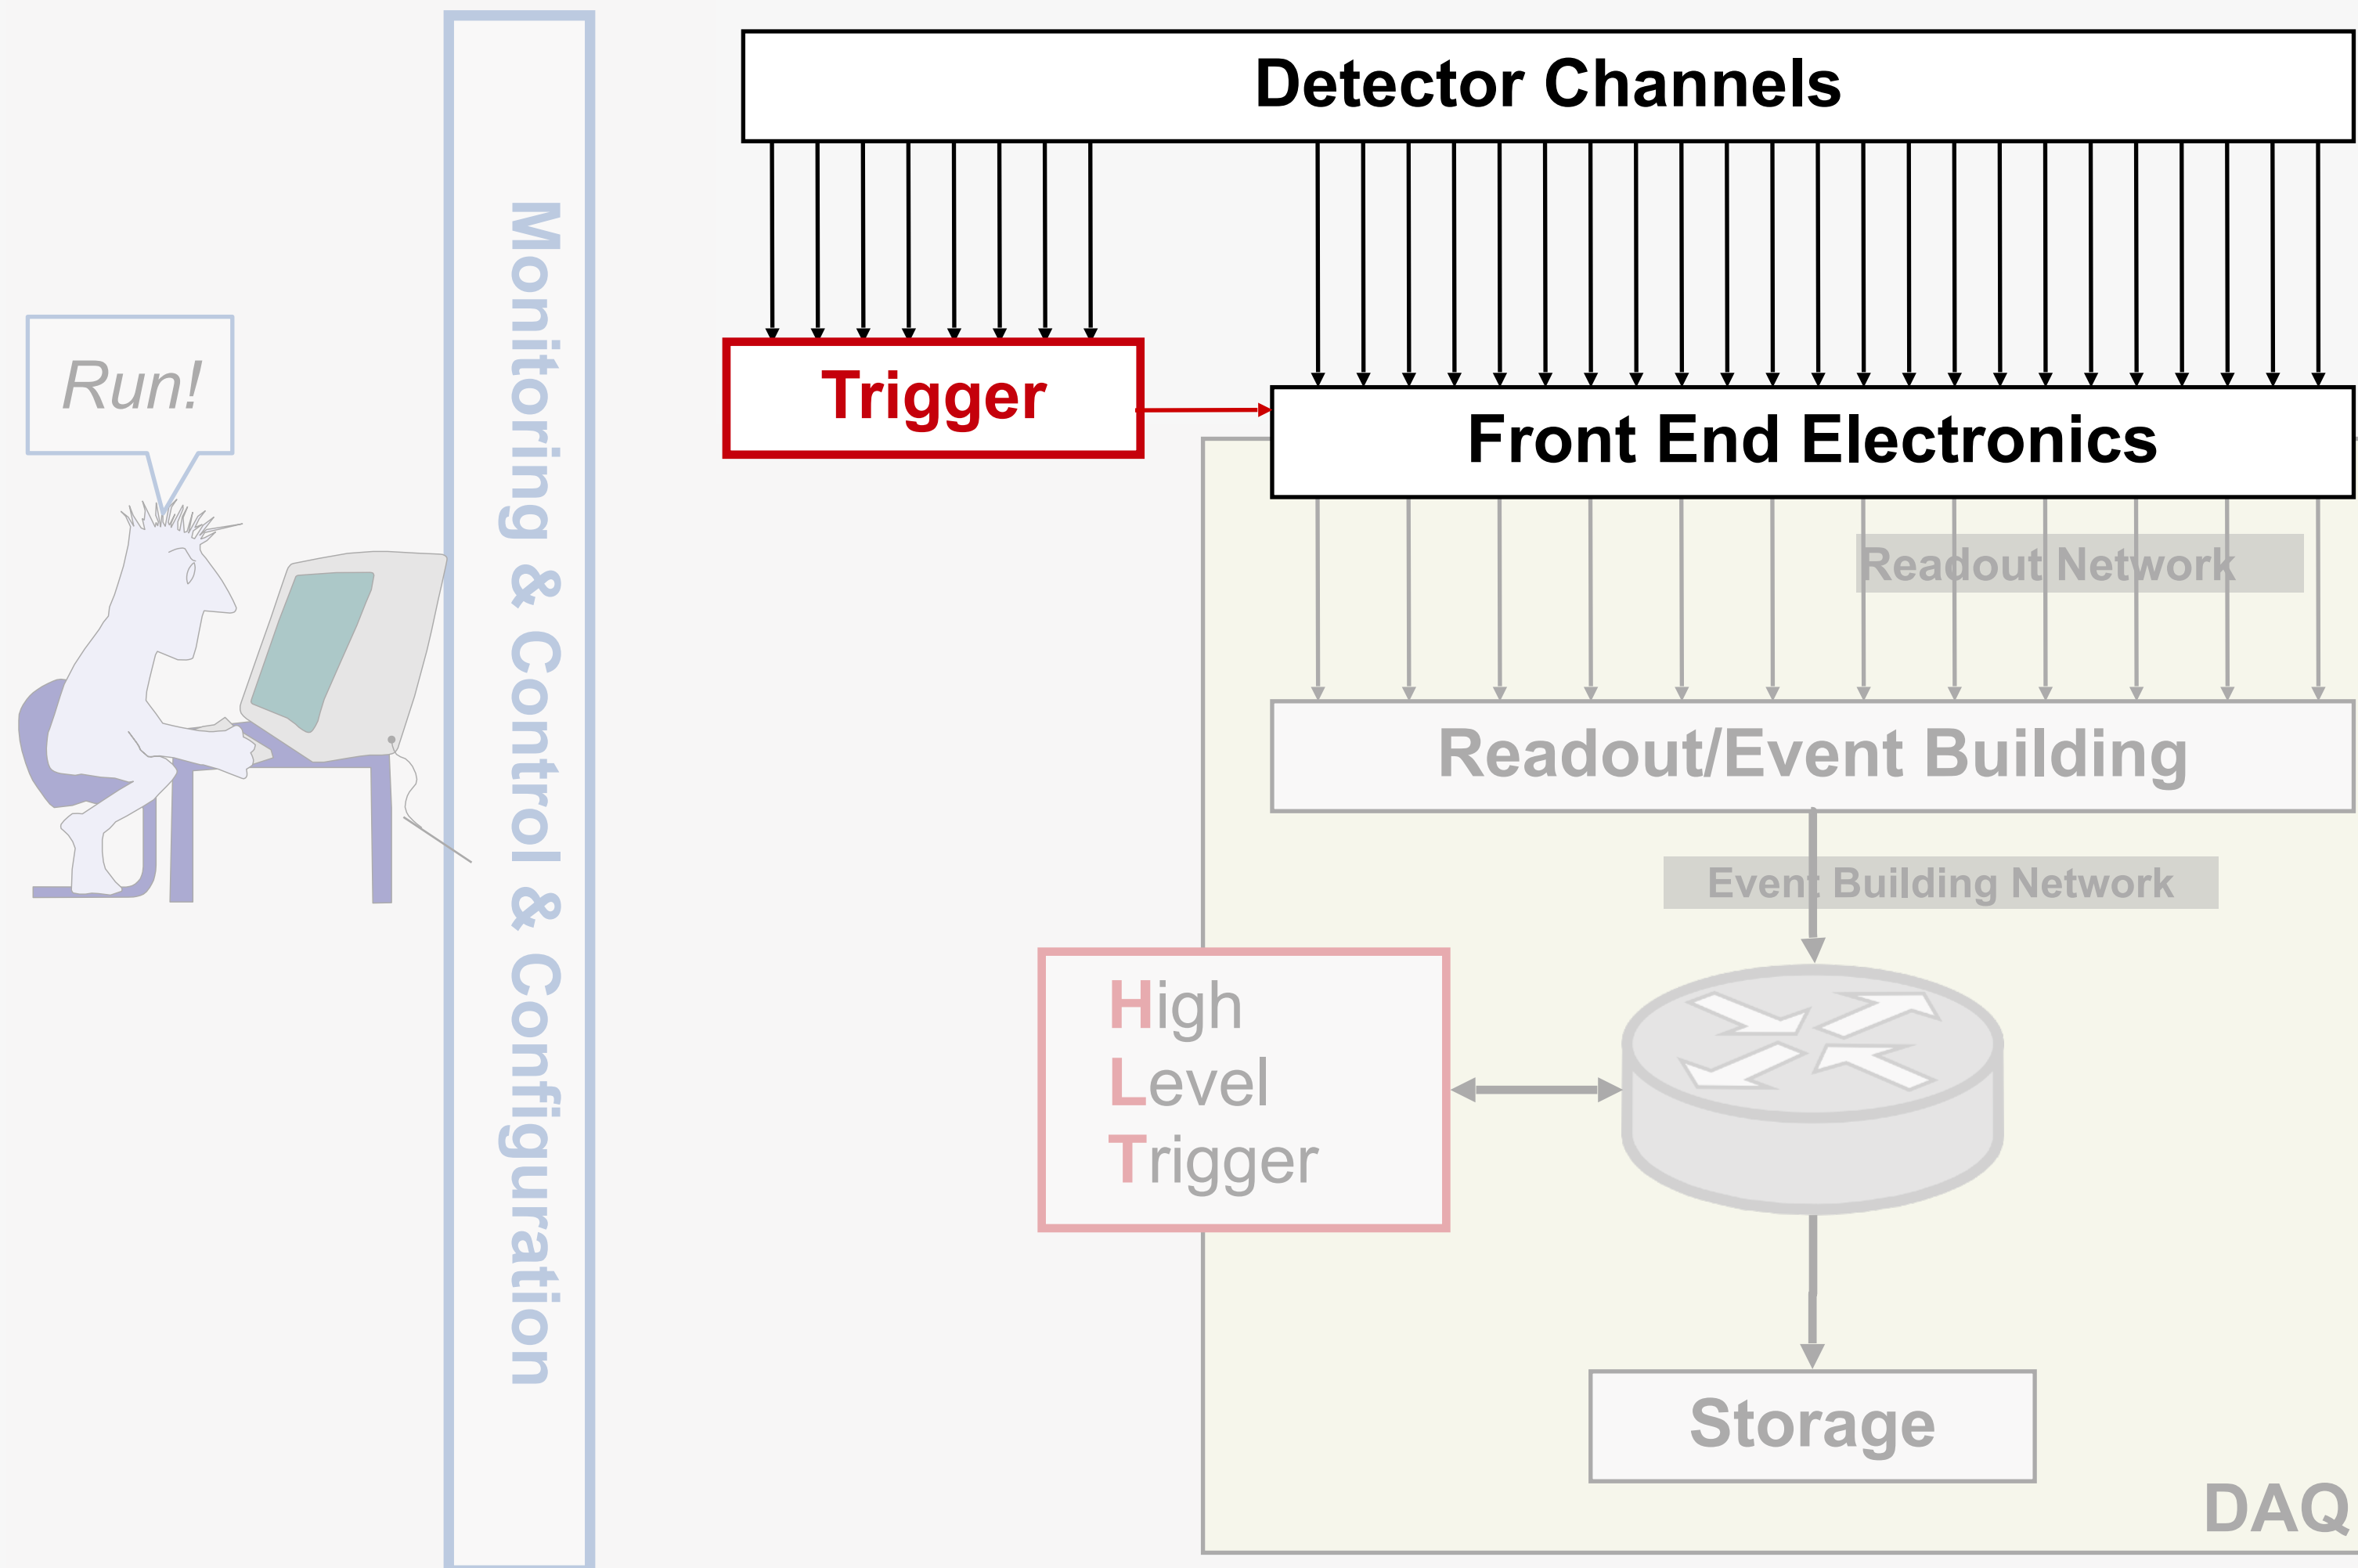 Detector Channels
Run!
Monitoring & Control & Configuration
Trigger
Front End Electronics
Readout Network
Readout/Event Building
Event Building Network
High
Level
Trigger
Storage
DAQ